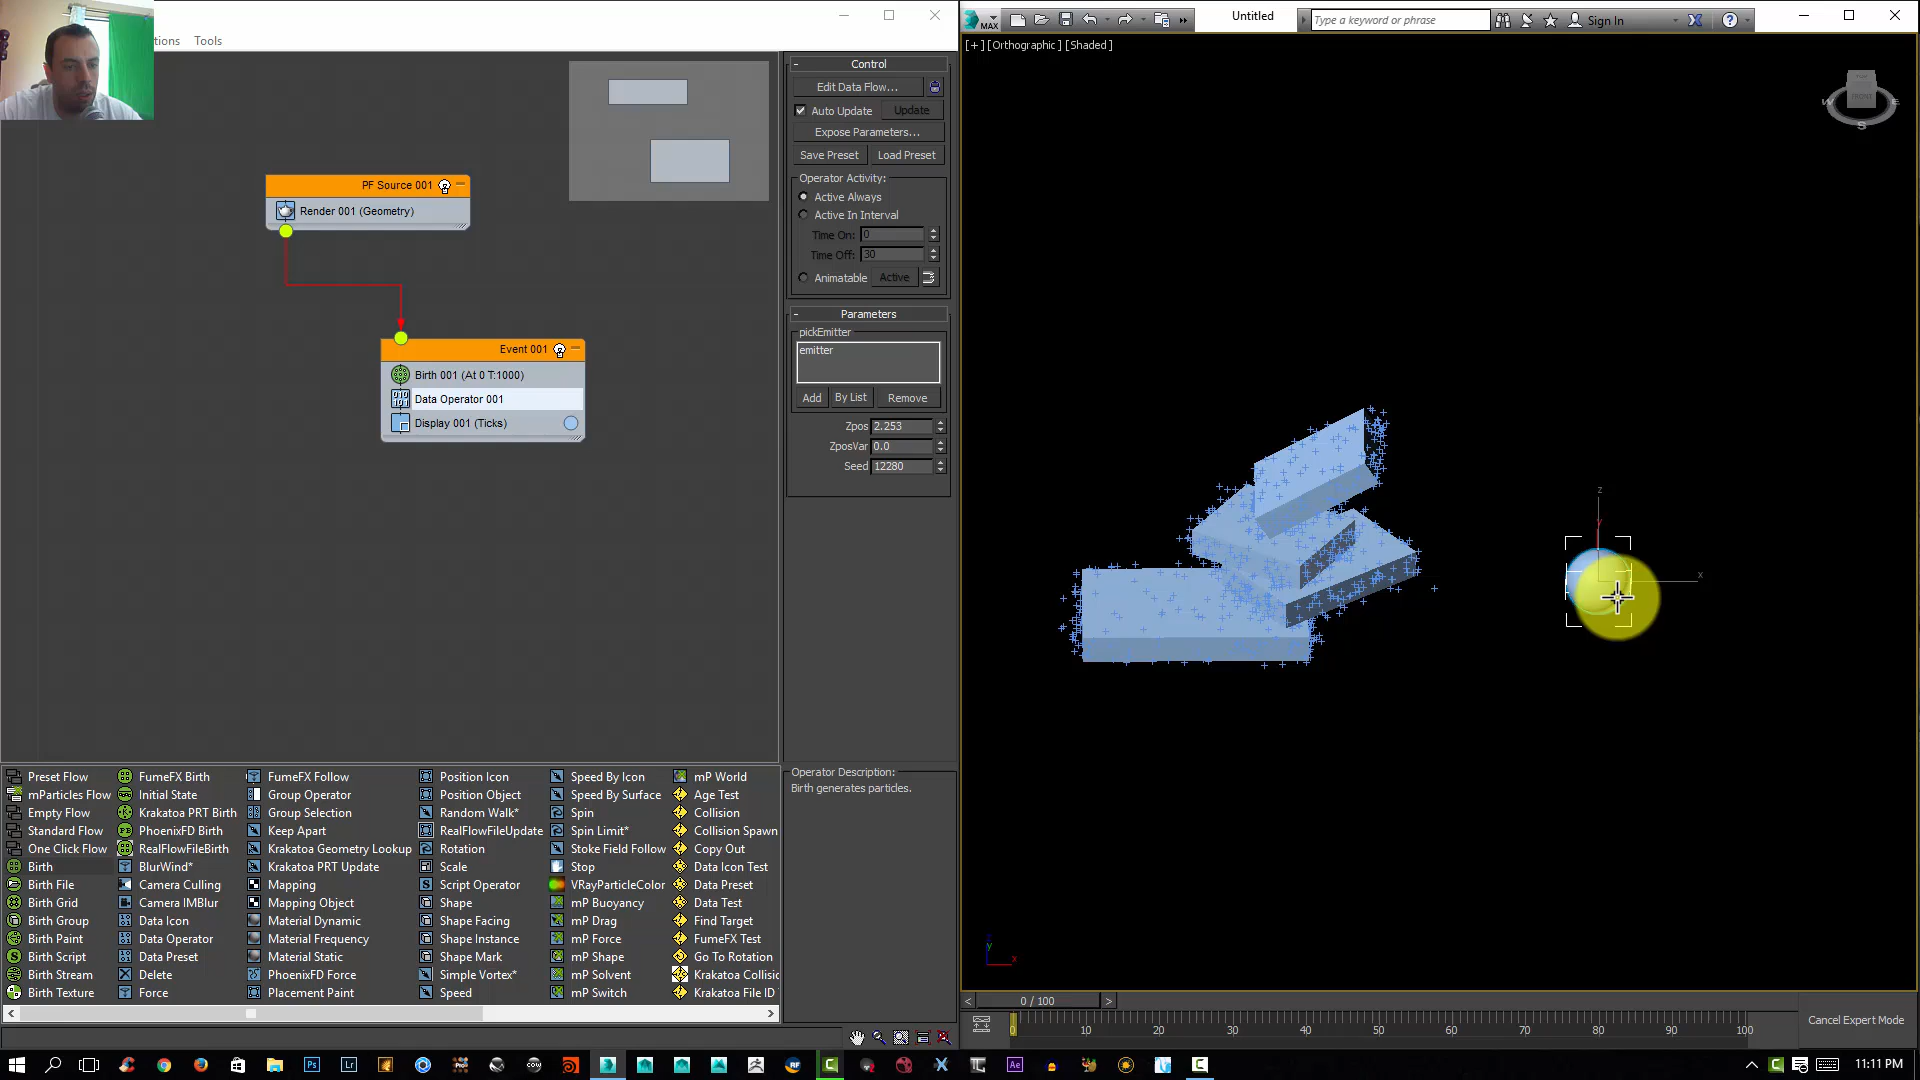 tions Tools
Untitled
Type a keyword or phrase
Sign In
MAX
[+] [Orthographic] [Shaded]
PF Source 001
Render 001 (Geometry)
Event 001
Birth 001 (At 0 T:1000)
Data Operator 001
Display 001 (Ticks)
Control
Edit Data Flow...
Auto Update Update
Expose Parameters...
Save Preset Load Preset
Operator Activity:
Active Always
Active In Interval
Time On: 0
Time Off: 30
Animatable Active
Parameters
pickEmitter
emitter
Add By List Remove
Zpos 2.253
ZposVar 0.0
Seed 12280
z
x
y
x
Operator Description:
Birth generates particles.
Preset Flow
mParticles Flow
Empty Flow
Standard Flow
One Click Flow
Birth
Birth File
Birth Grid
Birth Group
Birth Paint
Birth Script
Birth Stream
Birth Texture
FumeFX Birth
Initial State
Krakatoa PRT Birth
PhoenixFD Birth
RealFlowFileBirth
BlurWind*
Camera Culling
Camera IMBlur
Data Icon
Data Operator
Data Preset
Delete
Force
FumeFX Follow
Group Operator
Group Selection
Keep Apart
Krakatoa Geometry Lookup
Krakatoa PRT Update
Mapping
Mapping Object
Material Dynamic
Material Frequency
Material Static
PhoenixFD Force
Placement Paint
Position Icon
Position Object
Random Walk*
RealFlowFileUpdate
Rotation
Scale
Script Operator
Shape
Shape Facing
Shape Instance
Shape Mark
Simple Vortex*
Speed
Speed By Icon
Speed By Surface
Spin
Spin Limit*
Stoke Field Follow
Stop
VRayParticleColor
mP Buoyancy
mP Drag
mP Force
mP Shape
mP Solvent
mP Switch
mP World
Age Test
Collision
Collision Spawn
Copy Out
Data Icon Test
Data Preset
Data Test
Find Target
FumeFX Test
Go To Rotation
Krakatoa Collisio
Krakatoa File ID
< 0 / 100 >
0 10 20 30 40 50 60 70 80 90 100
Cancel Expert Mode
11:11 PM